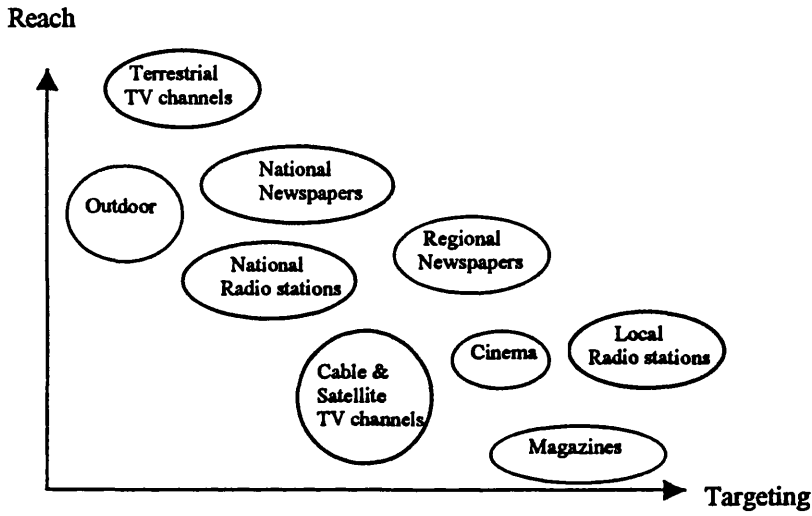 Reach
Terrestrial
TV channels
National
Newspapers
Outdoor
Regional
Newspapers
National
Radio stations
Local
Radio stations
Cinema
Cable &
Satellite
TV channels
Magazines
Targeting